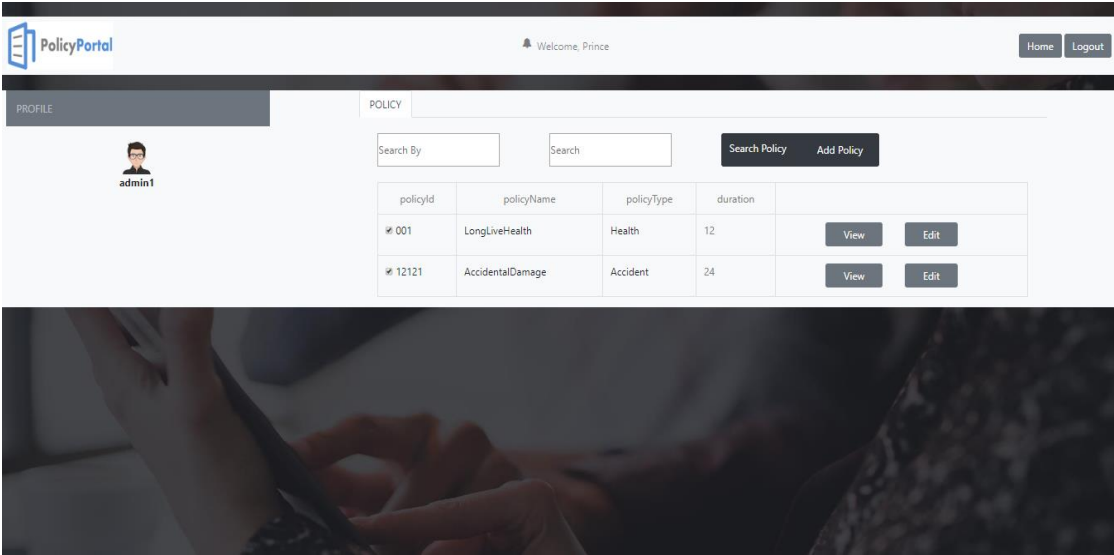 PolicyPortal
Welcome, Prince
Home Logout
PROFILE
admin1
POLICY
Search By Search Search Policy Add Policy
policyId policyName policyType duration
001 LongLiveHealth Health 12 View Edit
12121 AccidentalDamage Accident 24 View Edit